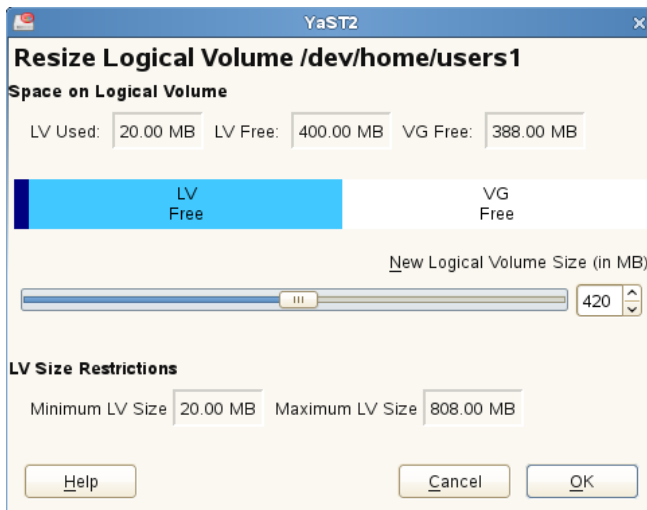 YaST2
Resize Logical Volume /dev/home/users1
Space on Logical Volume
LV Used: 20.00 MB LV Free: 400.00 MB VG Free: 388.00 MB
LV VG
Free Free
New Logical Volume Size (in MB)
420
LV Size Restrictions
Minimum LV Size 20.00 MB Maximum LV Size 808.00 MB
Help Cancel OK